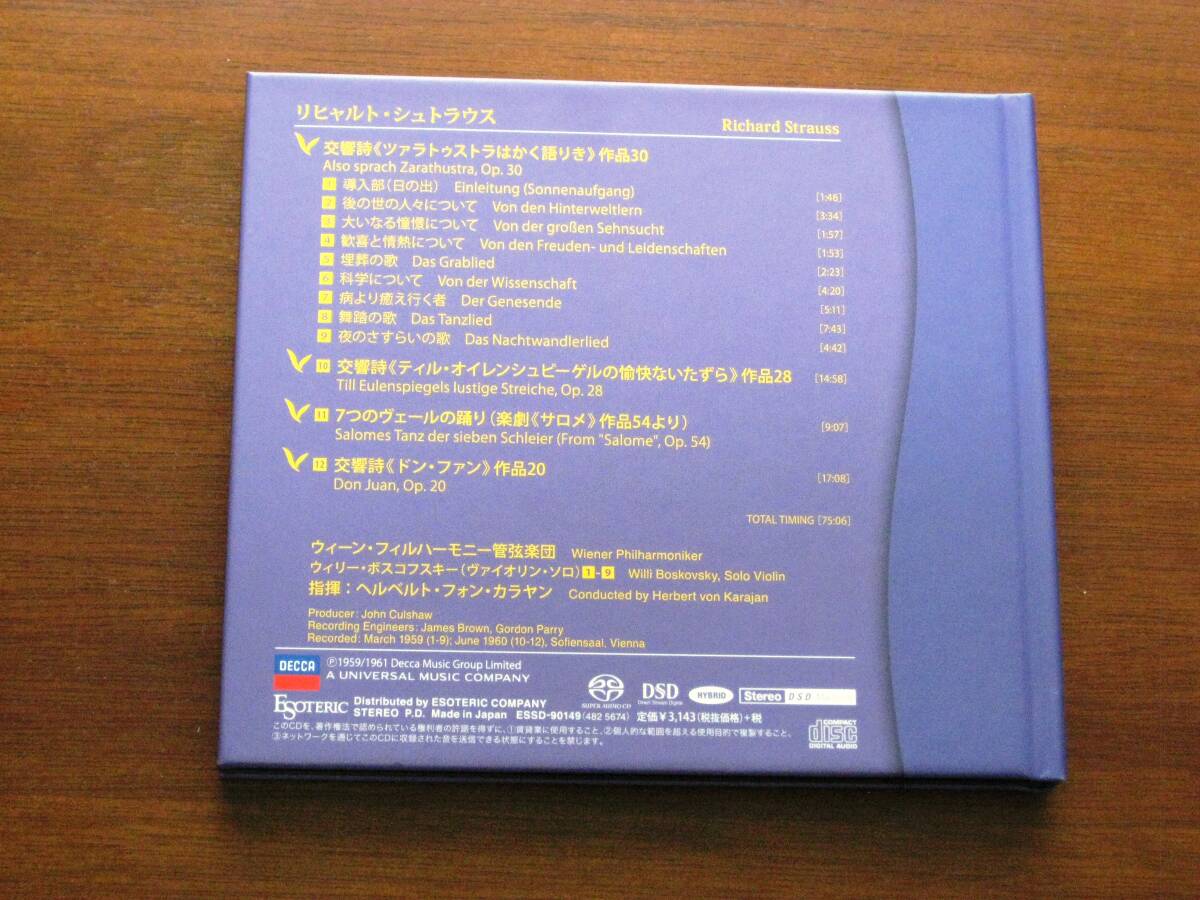 リヒャルト・シュトラウス Richard Strauss
交響詩《ツァラトゥストラはかく語りき》作品30
Also sprach Zarathustra, Op. 30
1 導入部(日の出) Einleitung (Sonnenaufgang) [1:46]
2 後の世の人々について Von den Hinterweltlern [3:34]
3 大いなる憧憬について Von der großen Sehnsucht [1:57]
4 歓喜と情熱について Von den Freuden- und Leidenschaften [1:53]
5 埋葬の歌 Das Grablied [2:23]
6 科学について Von der Wissenschaft [4:20]
7 病より癒え行く者 Der Genesende [5:11]
8 舞踏の歌 Das Tanzlied [7:43]
9 夜のさすらいの歌 Das Nachtwandlerlied [4:42]
10 交響詩《ティル・オイレンシュピーゲルの愉快ないたずら》作品28 [14:58]
Till Eulenspiegels lustige Streiche, Op. 28
11 7つのヴェールの踊り(楽劇《サロメ》作品54より) [9:07]
Salomes Tanz der sieben Schleier (From "Salome", Op. 54)
12 交響詩《ドン・ファン》作品20 [17:08]
Don Juan, Op. 20
TOTAL TIMING [75:06]
ウィーン・フィルハーモニー管弦楽団 Wiener Philharmoniker
ウィリー・ボスコフスキー(ヴァイオリン・ソロ) 1-9 Willi Boskovsky, Solo Violin
指揮:ヘルベルト・フォン・カラヤン Conducted by Herbert von Karajan
Producer: John Culshaw
Recording Engineers: James Brown, Gordon Parry
Recorded: March 1959 (1-9); June 1960 (10-12), Sofiensaal, Vienna
DECCA
℗1959/1961 Decca Music Group Limited
A UNIVERSAL MUSIC COMPANY
SUPER AUDIO CD
DSD
Direct Stream Digital
HYBRID
Stereo DSD
ESOTERIC
Distributed by ESOTERIC COMPANY
STEREO P.D. Made in Japan ESSD-90149 (482 5674) 定価¥3,143(税抜価格)+税
このCDを、著作権法で認められている権利者の許諾を得ずに、①賃貸業に使用すること、②個人的な範囲を超える使用目的で複製すること、
③ネットワークを通じてこのCDに収録された音を送信できる状態にすることを禁じます。
COMPACT
disc
DIGITAL AUDIO